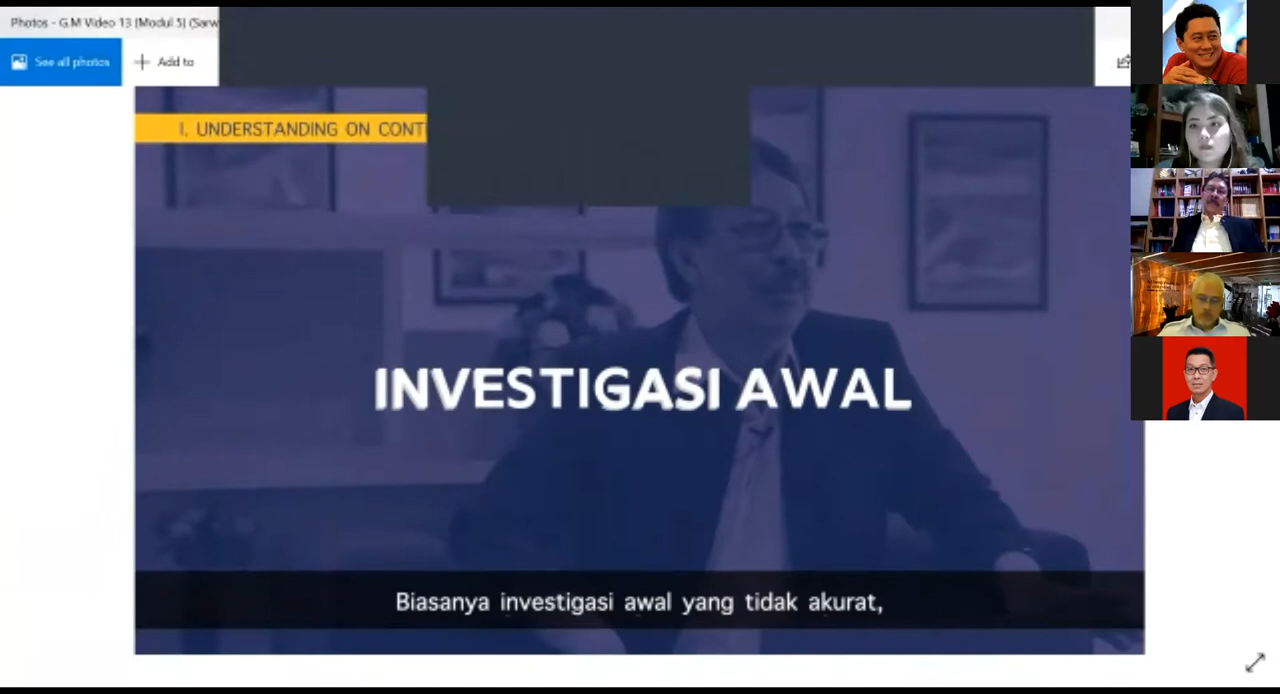 Photos - G.M Video 13 (Modul 5) (Sarw
See all photos
Add to
I. UNDERSTANDING ON CONT
INVESTIGASI AWAL
Biasanya investigasi awal yang tidak akurat,